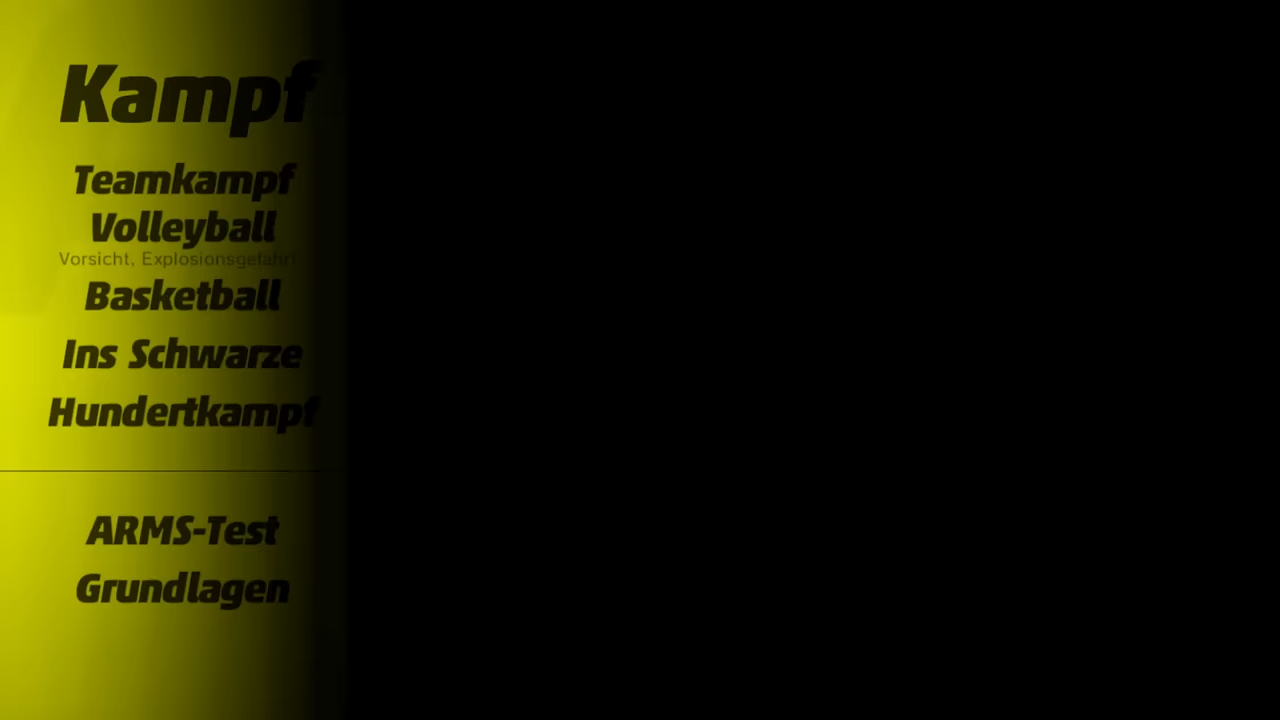 Kampf
Teamkampf
Volleyball
Vorsicht, Explosionsgefahr!
Basketball
Ins Schwarze
Hundertkampf
ARMS-Test
Grundlagen